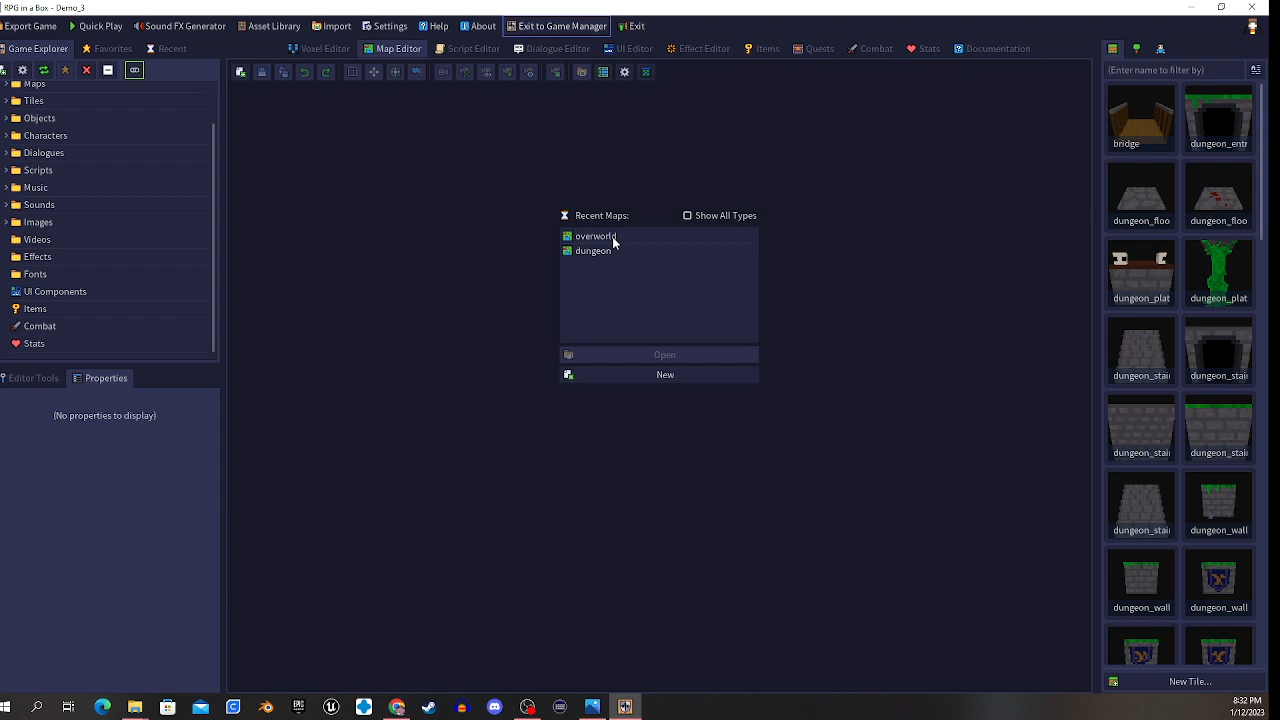 RPG in a Box - Demo_3
Export Game Quick Play Sound FX Generator Asset Library Import Settings Help About Exit to Game Manager Exit
Game Explorer Favorites Recent Voxel Editor Map Editor Script Editor Dialogue Editor UI Editor Effect Editor Items Quests Combat Stats Documentation
(Enter name to filter by)
Maps
Tiles
Objects
Characters
Dialogues
Scripts
Music
Sounds
Images
Videos
Effects
Fonts
UI Components
Items
Combat
Stats
Editor Tools Properties
(No properties to display)
Recent Maps: Show All Types
overworld
dungeon
Open
New
bridge dungeon_entr
dungeon_floo dungeon_floo
dungeon_plat dungeon_plat
dungeon_stai dungeon_stai
dungeon_stai dungeon_stai
dungeon_stai dungeon_wall
dungeon_wall dungeon_wall
New Tile...
EPIC
GAMES
8:32 PM
1/12/2023